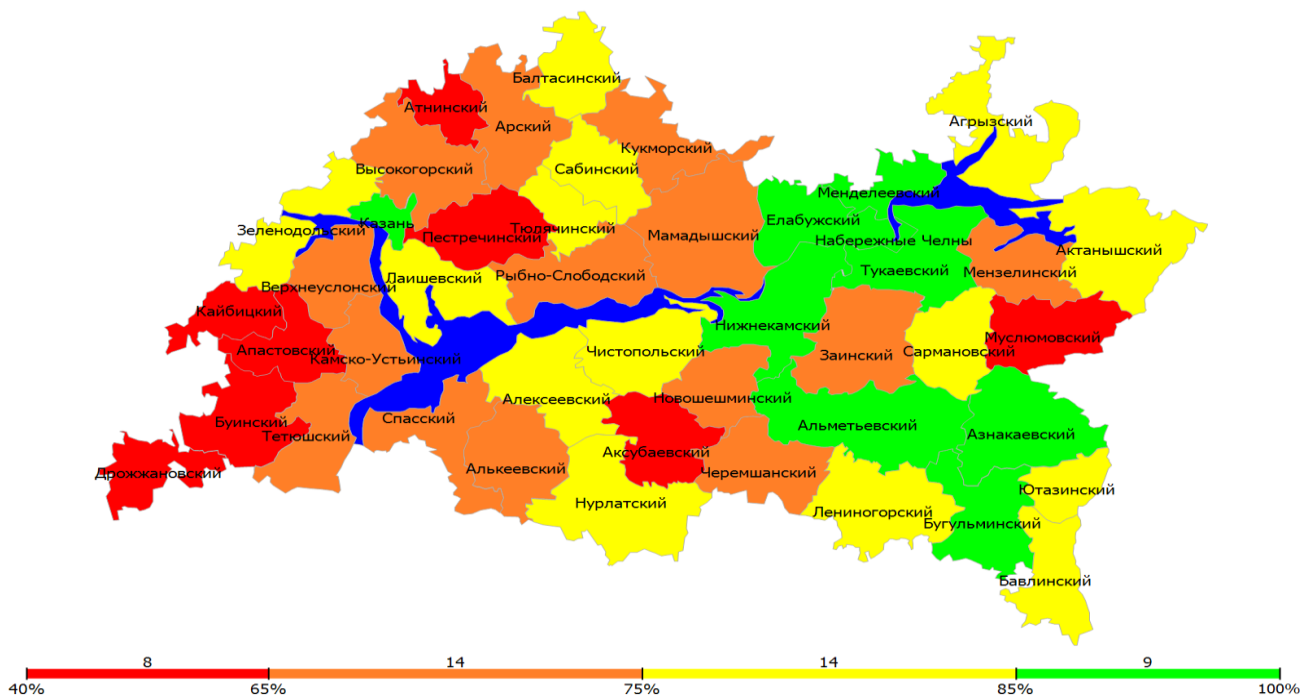 Балтасинский
Атнинский
Агрызский
Арский
Кукморский
Высокогорский
Сабинский
Менделеевский
Елабужский
Казань
Зеленодольский
Тюлячинский
Пестречинский
Мамадышский
Набережные Челны
Актанышский
Тукаевский
Мензелинский
Рыбно-Слободский
Лаишевский
Верхнеуслонский
Кайбицкий
Нижнекамский
Муслюмовский
Апастовский
Чистопольский
Заинский
Сармановский
Камско-Устьинский
Алексеевский
Новошешминский
Спасский
Буинский
Альметьевский
Тетюшский
Азнакаевский
Аксубаевский
Алькеевский
Черемшанский
Дрожжановский
Ютазинский
Нурлатский
Лениногорский
Бугульминский
Бавлинский
8 14 14 9
40% 65% 75% 85% 100%